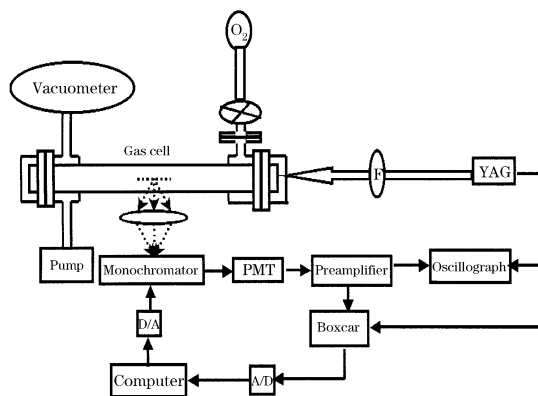 O2
Vacuometer
Gas cell
F
YAG
Pump
Monochromator
PMT
Preamplifier
Oscillograph
D/A
Boxcar
Computer
A/D